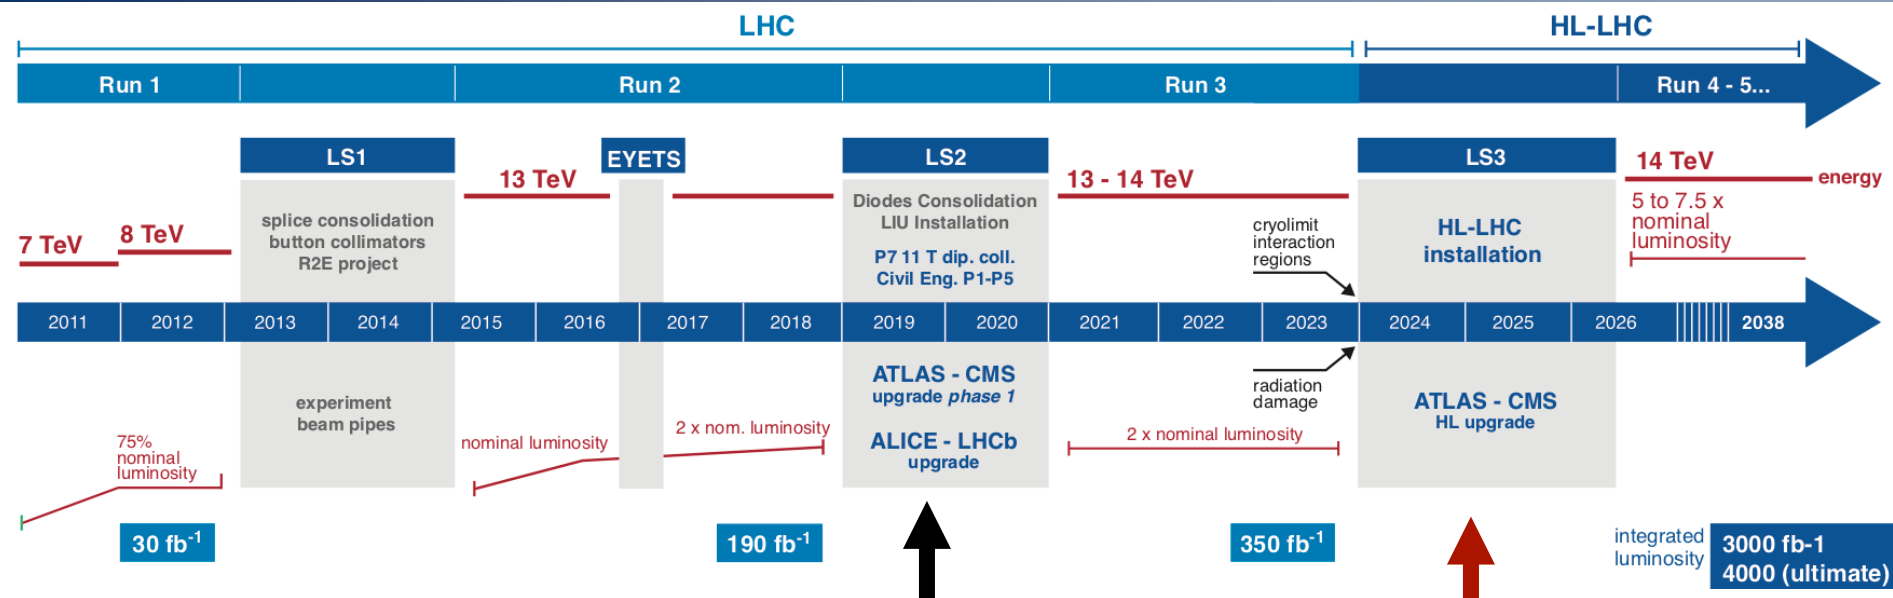 LHC
HL-LHC
Run 1
Run 2
Run 3
Run 4 - 5...
LS1
EYETS
LS2
LS3
14 TeV
energy
13 TeV
13 - 14 TeV
7 TeV
8 TeV
splice consolidation
button collimators
R2E project
Diodes Consolidation
LIU Installation
P7 11 T dip. coll.
Civil Eng. P1-P5
cryolimit
interaction
regions
HL-LHC
installation
5 to 7.5 x
nominal
luminosity
2011
2012
2013
2014
2015
2016
2017
2018
2019
2020
2021
2022
2023
2024
2025
2026
2038
75%
nominal
luminosity
experiment
beam pipes
nominal luminosity
2 x nom. luminosity
ATLAS - CMS
upgrade phase 1
ALICE - LHCb
upgrade
radiation
damage
2 x nominal luminosity
ATLAS - CMS
HL upgrade
30 fb⁻¹
190 fb⁻¹
350 fb⁻¹
integrated
luminosity
3000 fb-1
4000 (ultimate)